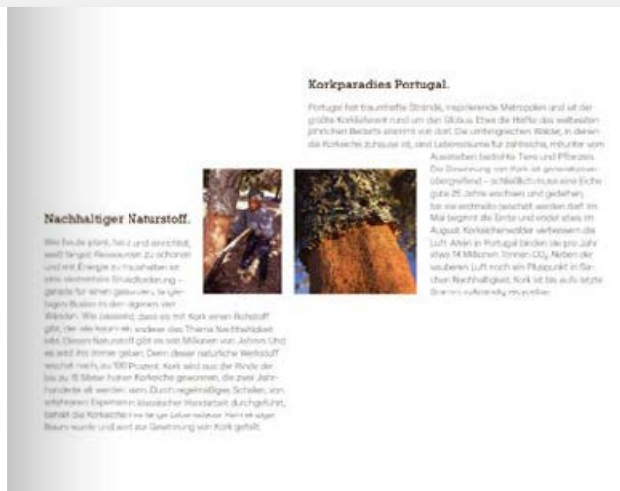 Korkparadies Portugal.
Portugal hat traumhafte Strände, inspirierende Metropolen und ist der
größte Korklieferant rund um den Globus. Etwa die Hälfte des weltweiten
jährlichen Bedarfs stammt von dort. Die umfangreichen Wälder, in denen
die Korkeiche zuhause ist, sind Lebensräume für zahlreiche, mitunter vom
Aussterben bedrohte Tiere und Pflanzen.
Die Gewinnung von Kork ist generationen-
übergreifend – schließlich muss eine Eiche
gute 25 Jahre wachsen und gedeihen,
bis sie erstmals geschält werden darf. Im
Mai beginnt die Ernte und endet etwa im
August. Korkeichenwälder verbessern die
Luft. Allein in Portugal binden sie pro Jahr
etwa 14 Millionen Tonnen CO₂. Neben der
sauberen Luft noch ein Pluspunkt in Sa-
chen Nachhaltigkeit: Kork ist bis aufs letzte
Gramm vollständig recycelbar.
Nachhaltiger Naturstoff.
Wer heute plant, baut und einrichtet,
weiß längst: Ressourcen zu schonen
und mit Energie zu haushalten ist
eine elementare Grundforderung –
gerade für einen gesunden, lang-
lebigen Boden in den eigenen vier
Wänden. Wie passend, dass es mit Kork einen Rohstoff
gibt, der wie kaum ein anderer das Thema Nachhaltigkeit
lebt. Diesen Naturstoff gibt es seit Millionen von Jahren. Und
es wird ihn immer geben. Denn dieser natürliche Werkstoff
wächst nach, zu 100 Prozent. Kork wird aus der Rinde der
bis zu 15 Meter hohen Korkeiche gewonnen, die zwei Jahr-
hunderte alt werden kann. Durch regelmäßiges Schälen, von
erfahrenen Experten in klassischer Handarbeit durchgeführt,
behält die Korkeiche
Baum wurde und wird zur Gewinnung von Kork gefällt.